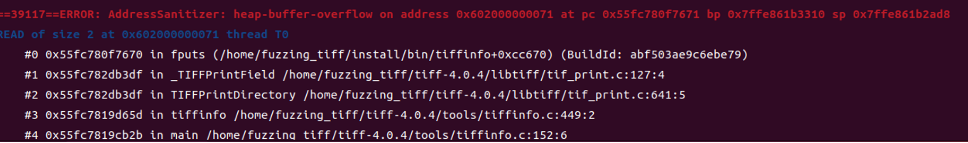 ==39117==ERROR: AddressSanitizer: heap-buffer-overflow on address 0x602000000071 at pc 0x55fc780f7671 bp 0x7ffe861b3310 sp 0x7ffe861b2ad8
READ of size 2 at 0x602000000071 thread T0
#0 0x55fc780f7670 in fputs (/home/fuzzing_tiff/install/bin/tiffinfo+0xcc670) (BuildId: abf503ae9c6ebe79)
#1 0x55fc782db3df in _TIFFPrintField /home/fuzzing_tiff/tiff-4.0.4/libtiff/tif_print.c:127:4
#2 0x55fc782db3df in TIFFPrintDirectory /home/fuzzing_tiff/tiff-4.0.4/libtiff/tif_print.c:641:5
#3 0x55fc7819d65d in tiffinfo /home/fuzzing_tiff/tiff-4.0.4/tools/tiffinfo.c:449:2
#4 0x55fc7819cb2b in main /home/fuzzing_tiff/tiff-4.0.4/tools/tiffinfo.c:152:6